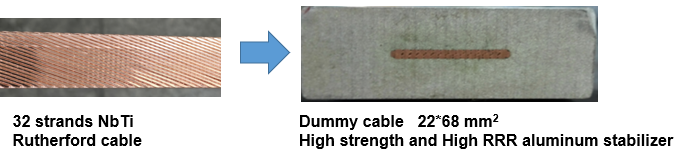 32 strands NbTi
Rutherford cable
Dummy cable 22*68 mm²
High strength and High RRR aluminum stabilizer